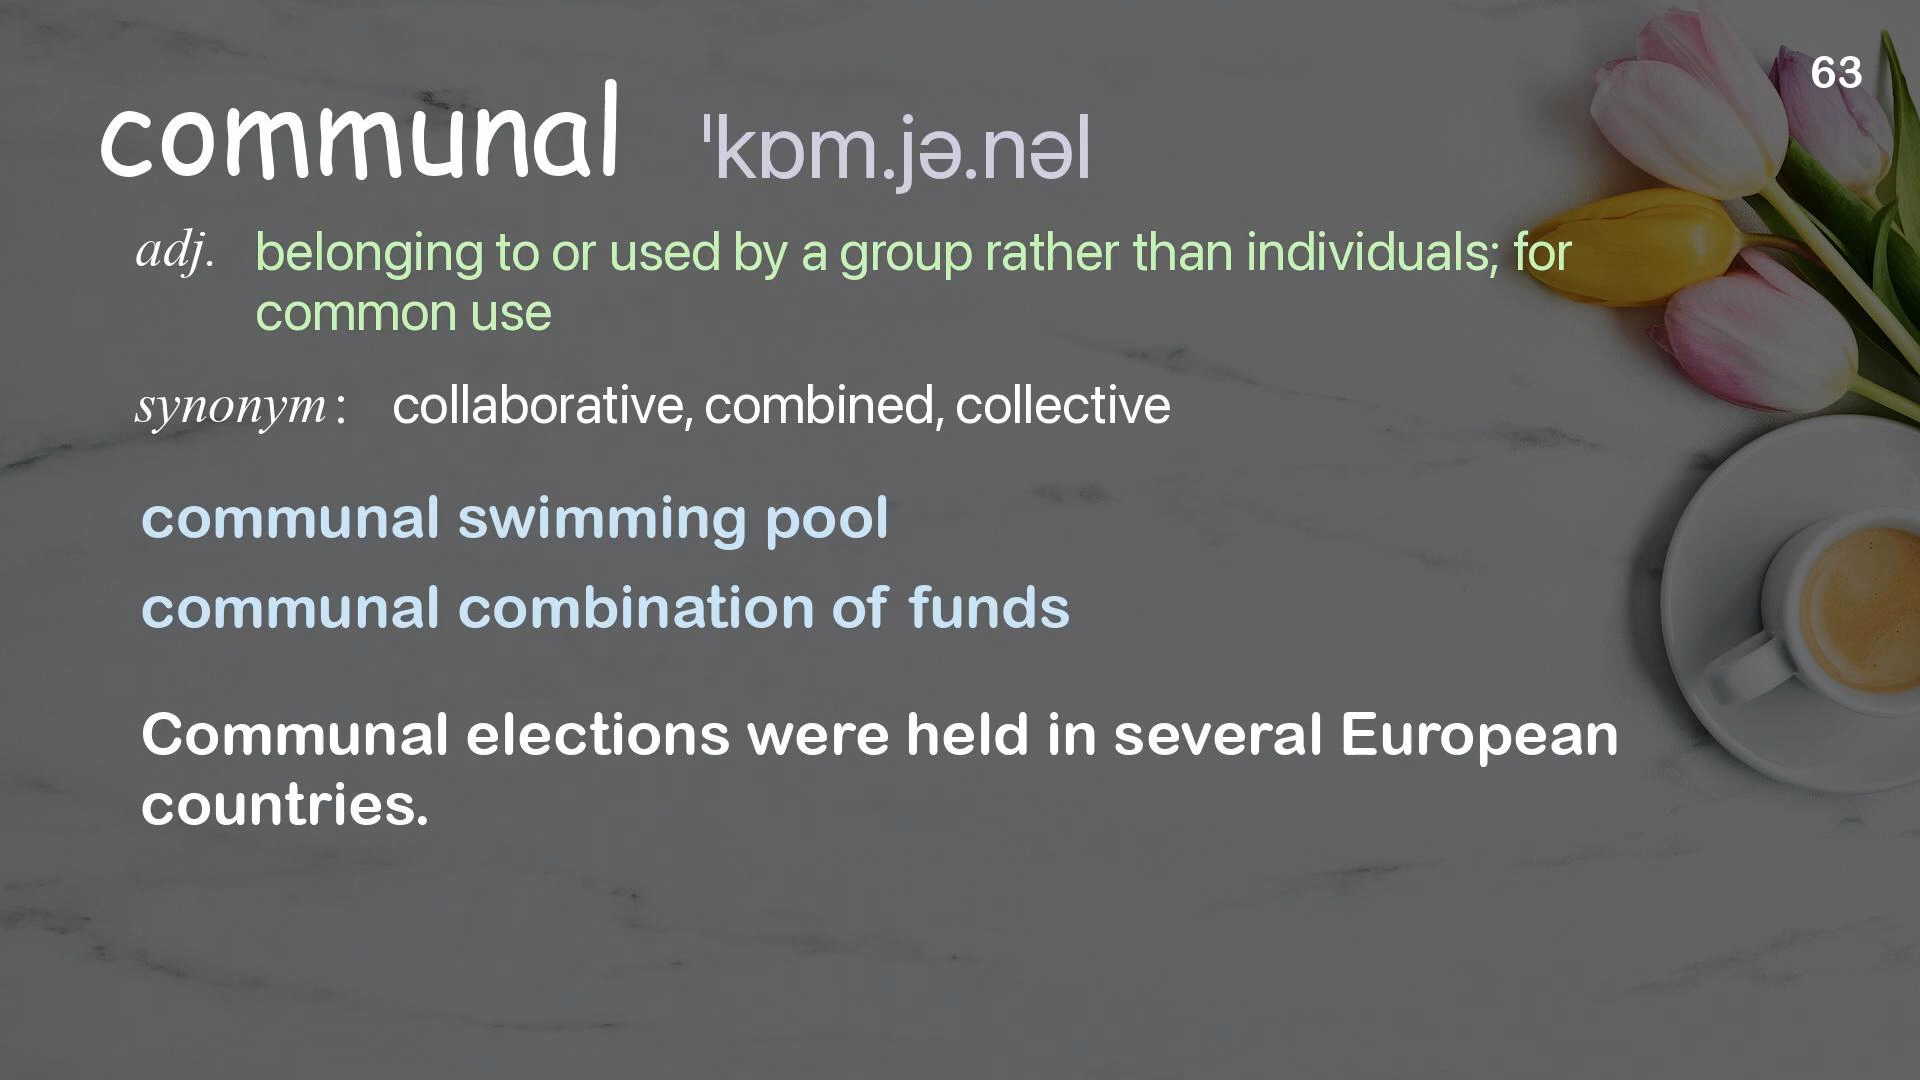 63
communal ˈkɒm.jə.nəl
adj. belonging to or used by a group rather than individuals; for
common use
synonym : collaborative, combined, collective
communal swimming pool
communal combination of funds
Communal elections were held in several European
countries.